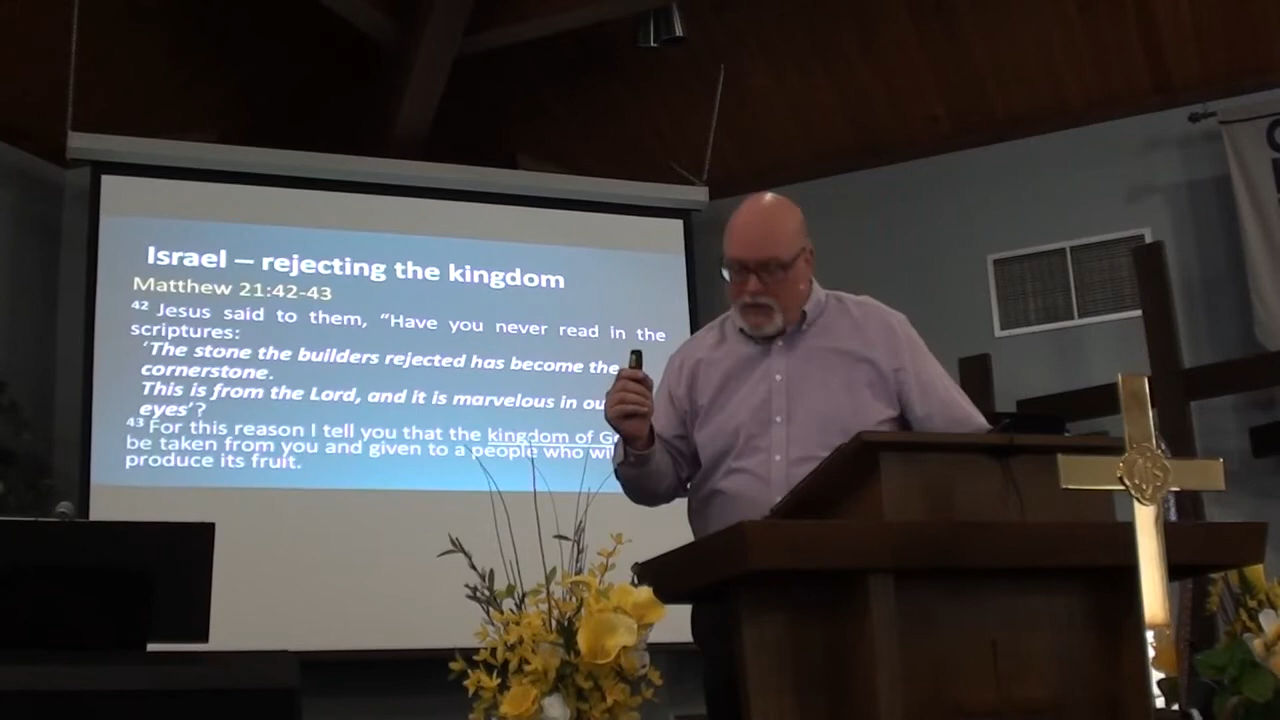 Israel – rejecting the kingdom
Matthew 21:42-43
42 Jesus said to them, “Have you never read in the
scriptures:
‘The stone the builders rejected has become the
cornerstone.
This is from the Lord, and it is marvelous in
eyes’?
43 For this reason I tell you that the kingdom of
be taken from you and given to a people who
produce its fruit.
IHS